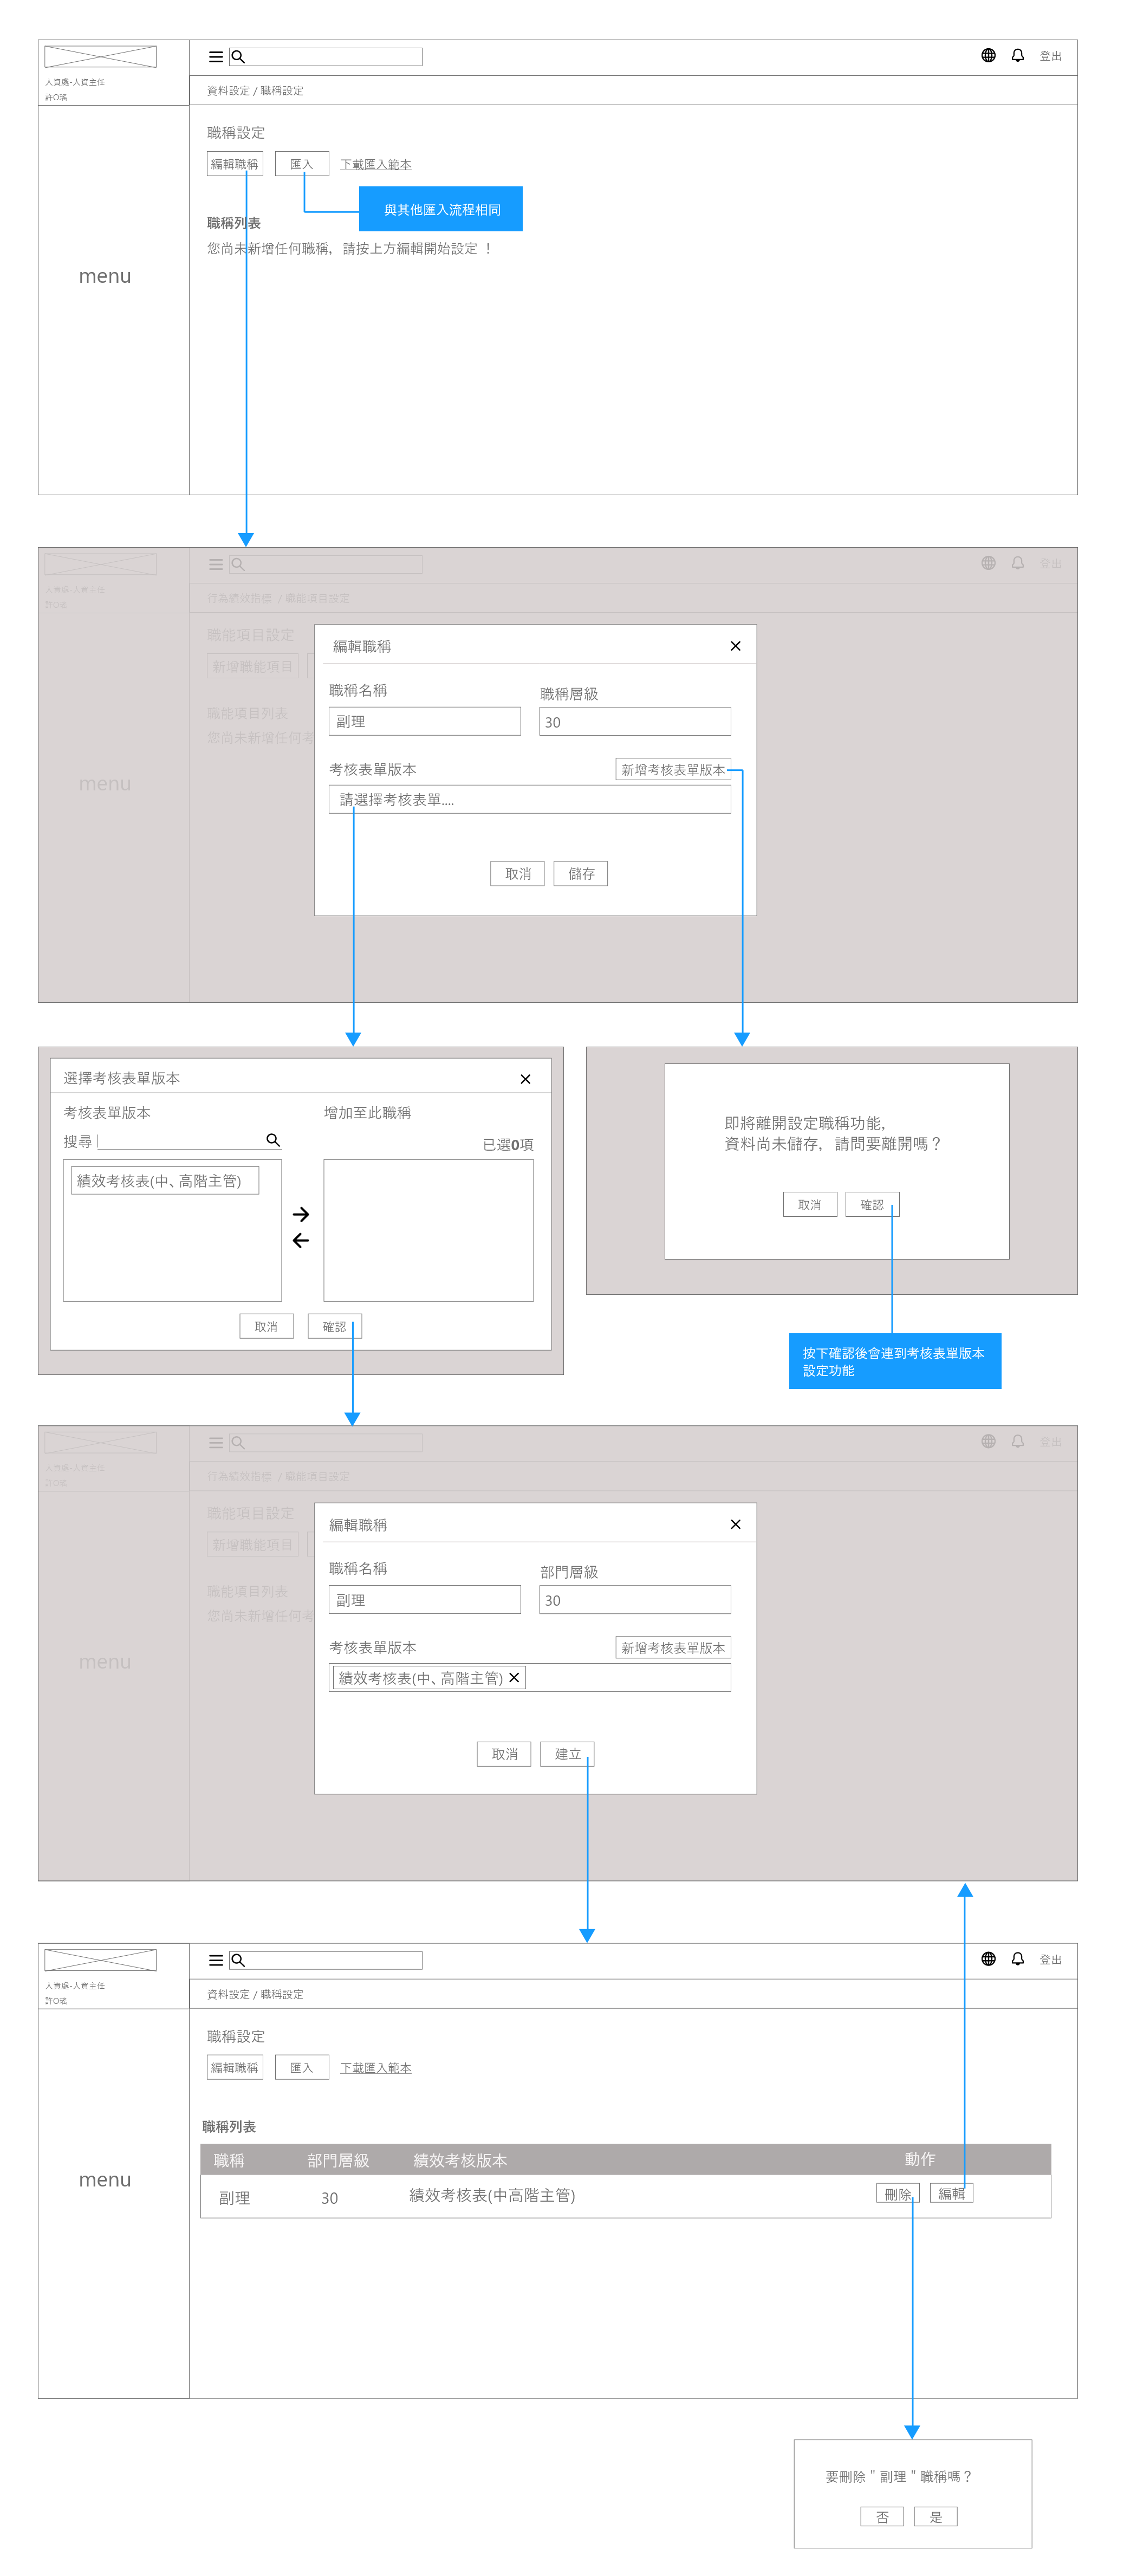 人資處-人資主任
許O瑤
登出
資料設定 / 職稱設定
職稱設定
編輯職稱
匯入
下載匯入範本
與其他匯入流程相同
職稱列表
您尚未新增任何職稱，請按上方編輯開始設定 ！
menu
人資處-人資主任
許O瑤
登出
行為績效指標 / 職能項目設定
職能項目設定
新增職能項目
職能項目列表
您尚未新增任何考
menu
編輯職稱
職稱名稱
職稱層級
副理
30
考核表單版本
新增考核表單版本
請選擇考核表單....
取消
儲存
選擇考核表單版本
考核表單版本
增加至此職稱
搜尋
已選0項
績效考核表(中、高階主管)
取消
確認
即將離開設定職稱功能，
資料尚未儲存，請問要離開嗎？
取消
確認
按下確認後會連到考核表單版本
設定功能
人資處-人資主任
許O瑤
登出
行為績效指標 / 職能項目設定
職能項目設定
新增職能項目
職能項目列表
您尚未新增任何考
menu
編輯職稱
職稱名稱
部門層級
副理
30
考核表單版本
新增考核表單版本
績效考核表(中、高階主管)
取消
建立
人資處-人資主任
許O瑤
登出
資料設定 / 職稱設定
職稱設定
編輯職稱
匯入
下載匯入範本
職稱列表
職稱
部門層級
績效考核版本
動作
副理
30
績效考核表(中高階主管)
刪除
編輯
menu
要刪除 " 副理 " 職稱嗎？
否
是